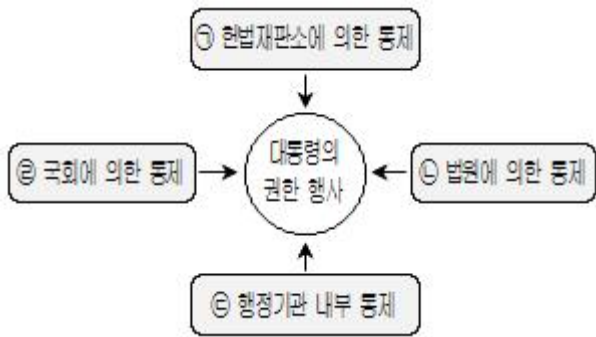 ㉠ 헌법재판소에 의한 통제
㉣ 국회에 의한 통제
대통령의
권한 행사
㉡ 법원에 의한 통제
㉢ 행정기관 내부 통제